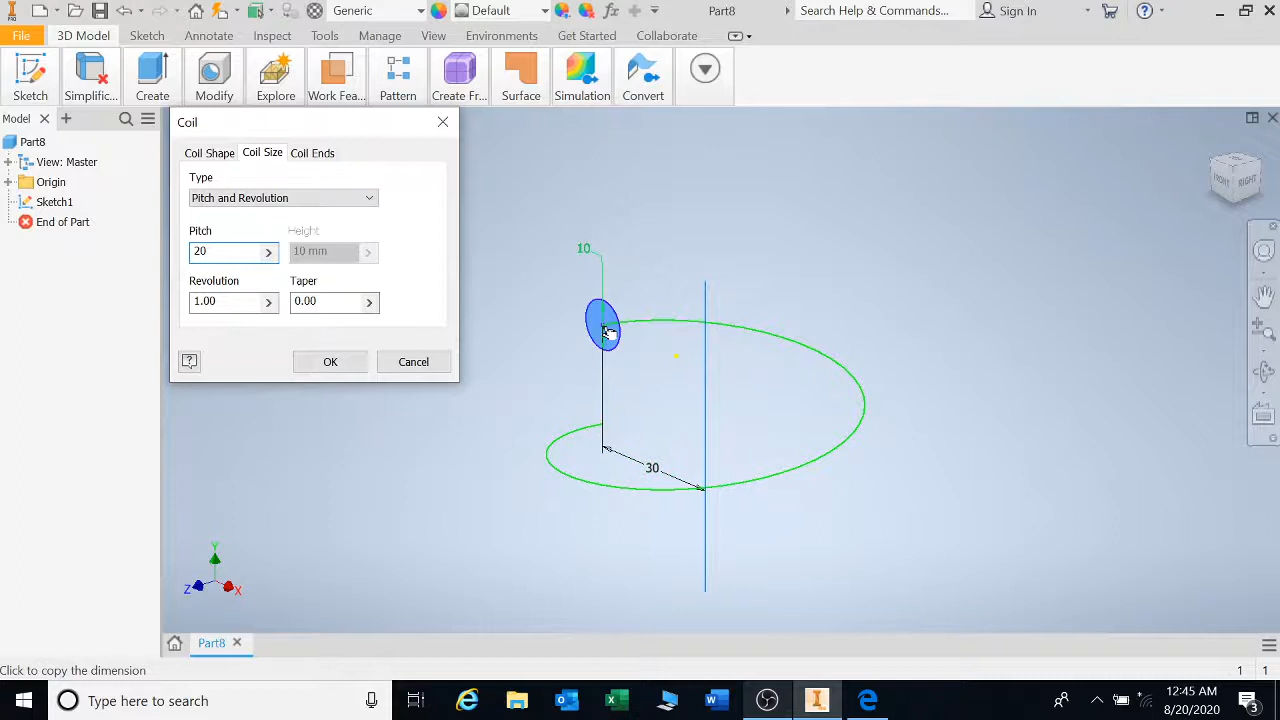 Generic
Default
Part8
Search Help & Commands...
Sign In
File
3D Model
Sketch
Annotate
Inspect
Tools
Manage
View
Environments
Get Started
Collaborate
Sketch
Simplific...
Create
Modify
Explore
Work Fea...
Pattern
Create Fr...
Surface
Simulation
Convert
Model
Part8
View: Master
Origin
Sketch1
End of Part
Coil
Coil Shape
Coil Size
Coil Ends
Type
Pitch and Revolution
Pitch
Height
20
10 mm
Revolution
Taper
1.00
0.00
OK
Cancel
10
30
FRONT
RIGHT
Y
Z
X
Part8
Click to copy the dimension
1
1
Type here to search
12:45 AM
8/20/2020
3